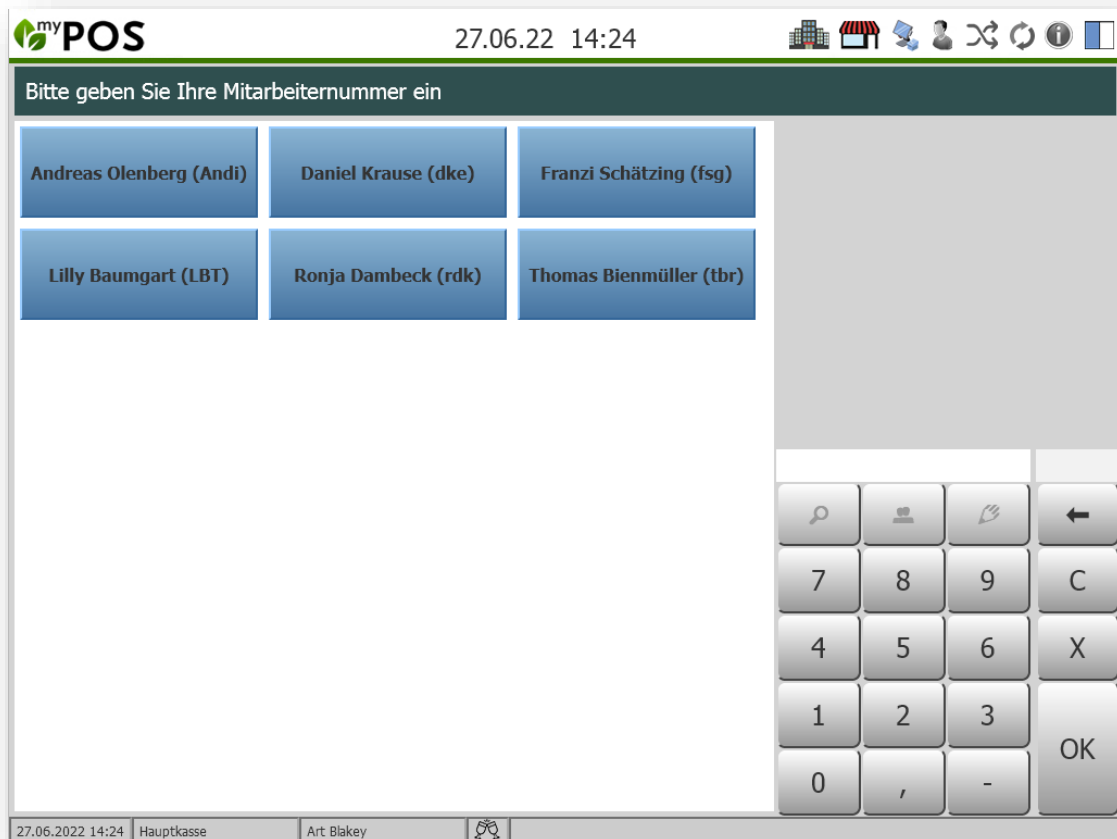 myPOS
27.06.22 14:24
Bitte geben Sie Ihre Mitarbeiternummer ein
Andreas Olenberg (Andi)
Daniel Krause (dke)
Franzi Schätzing (fsg)
Lilly Baumgart (LBT)
Ronja Dambeck (rdk)
Thomas Bienmüller (tbr)
7 8 9 C
4 5 6 X
1 2 3
OK
0 , -
27.06.2022 14:24 Hauptkasse Art Blakey